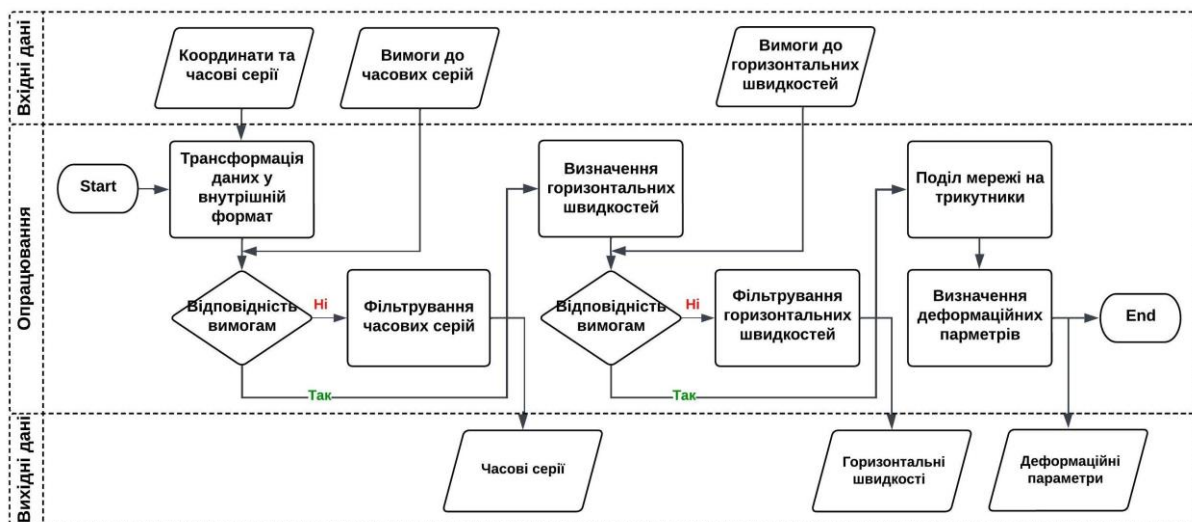 Вхідні дані
Координати та
часові серії
Вимоги до
часових серій
Вимоги до
горизонтальних
швидкостей
Опрацювання
Start
Трансформація
даних у
внутрішній
формат
Визначення
горизонтальних
швидкостей
Поділ мережі на
трикутники
Відповідність
вимогам
Ні
Фільтрування
часових серій
Відповідність
вимогам
Ні
Фільтрування
горизонтальних
швидкостей
Визначення
деформаційних
парметрів
End
Так
Так
Вихідні дані
Часові серії
Горизонтальні
швидкості
Деформаційні
параметри